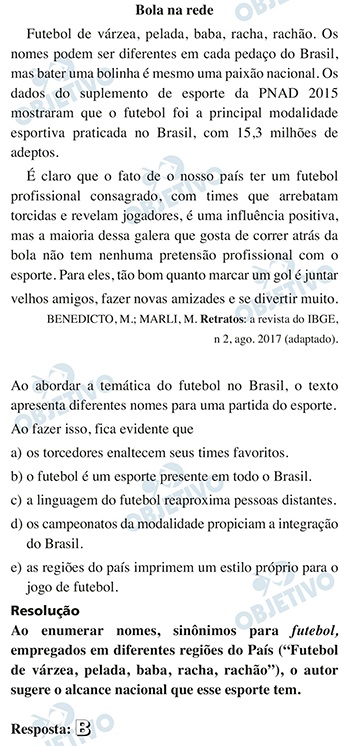 Bola na rede
Futebol de várzea, pelada, baba, racha, rachão. Os
nomes podem ser diferentes em cada pedaço do Brasil,
mas bater uma bolinha é mesmo uma paixão nacional. Os
dados do suplemento de esporte da PNAD 2015
mostraram que o futebol foi a principal modalidade
esportiva praticada no Brasil, com 15,3 milhões de
adeptos.
É claro que o fato de o nosso país ter um futebol
profissional consagrado, com times que arrebatam
torcidas e revelam jogadores, é uma influência positiva,
mas a maioria dessa galera que gosta de correr atrás da
bola não tem nenhuma pretensão profissional com o
esporte. Para eles, tão bom quanto marcar um gol é juntar
velhos amigos, fazer novas amizades e se divertir muito.
BENEDICTO, M.; MARLI, M. Retratos: a revista do IBGE,
n 2, ago. 2017 (adaptado).
Ao abordar a temática do futebol no Brasil, o texto
apresenta diferentes nomes para uma partida do esporte.
Ao fazer isso, fica evidente que
a) os torcedores enaltecem seus times favoritos.
b) o futebol é um esporte presente em todo o Brasil.
c) a linguagem do futebol reaproxima pessoas distantes.
d) os campeonatos da modalidade propiciam a integração
do Brasil.
e) as regiões do país imprimem um estilo próprio para o
jogo de futebol.
Resolução
Ao enumerar nomes, sinônimos para futebol,
empregados em diferentes regiões do País (“Futebol
de várzea, pelada, baba, racha, rachão”), o autor
sugere o alcance nacional que esse esporte tem.
Resposta: B
OBJETIVO
OBJETIVO
OBJETIVO
OBJETIVO
OBJETIVO
OBJETIVO
OBJETIVO